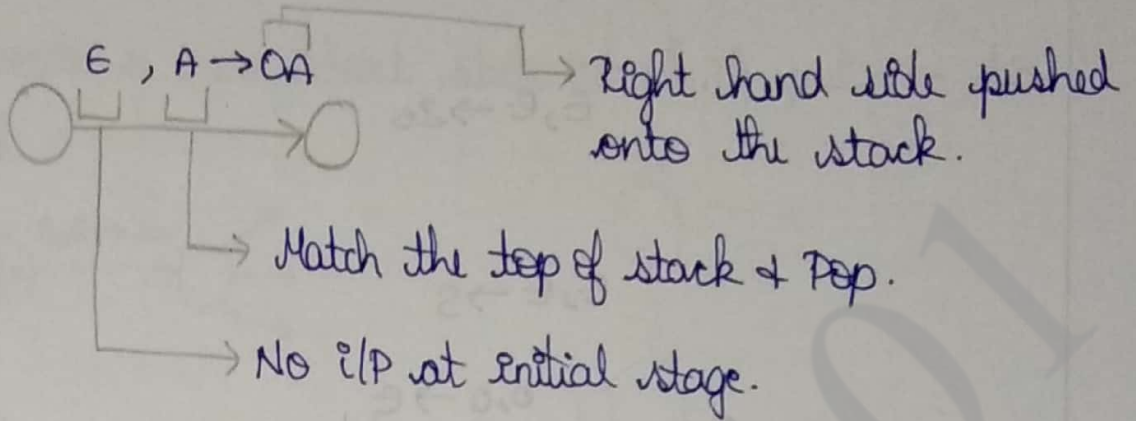 ϵ , A → 0A
Right hand side pushed
onto the stack.
Match the top of stack & Pop.
No i/P at initial stage.